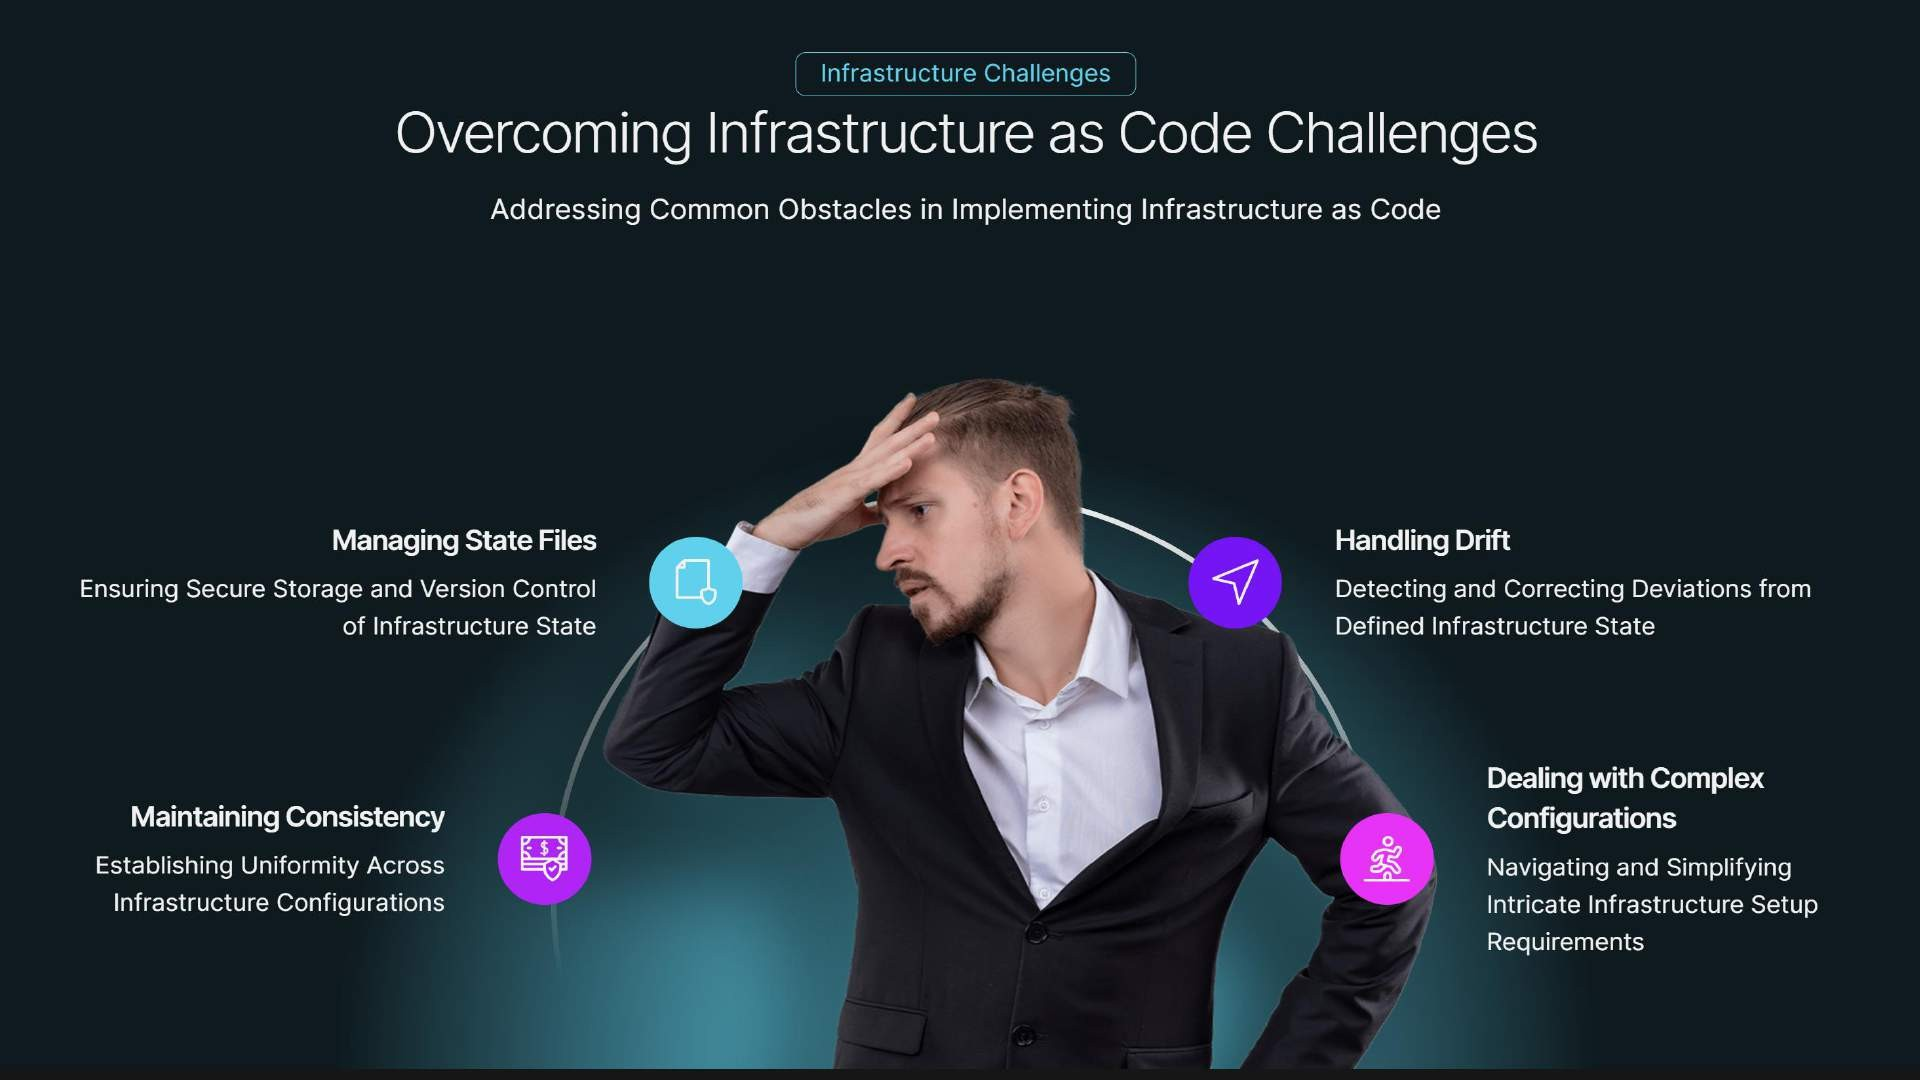 Infrastructure Challenges
Overcoming Infrastructure as Code Challenges
Addressing Common Obstacles in Implementing Infrastructure as Code
Managing State Files
Ensuring Secure Storage and Version Control
of Infrastructure State
Handling Drift
Detecting and Correcting Deviations from
Defined Infrastructure State
Maintaining Consistency
Establishing Uniformity Across
Infrastructure Configurations
Dealing with Complex
Configurations
Navigating and Simplifying
Intricate Infrastructure Setup
Requirements